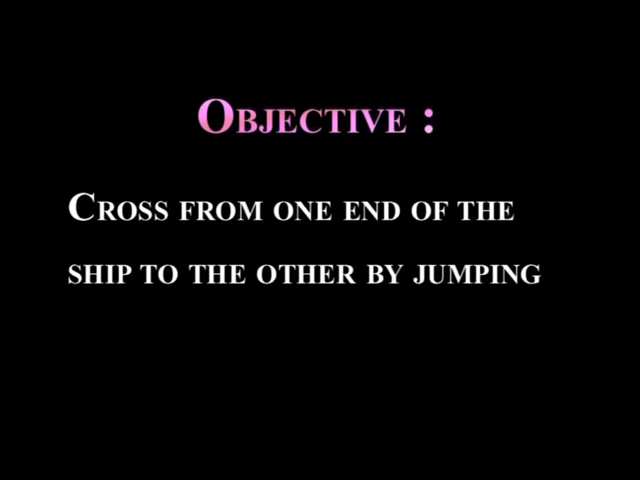 Objective :
Cross from one end of the
ship to the other by jumping